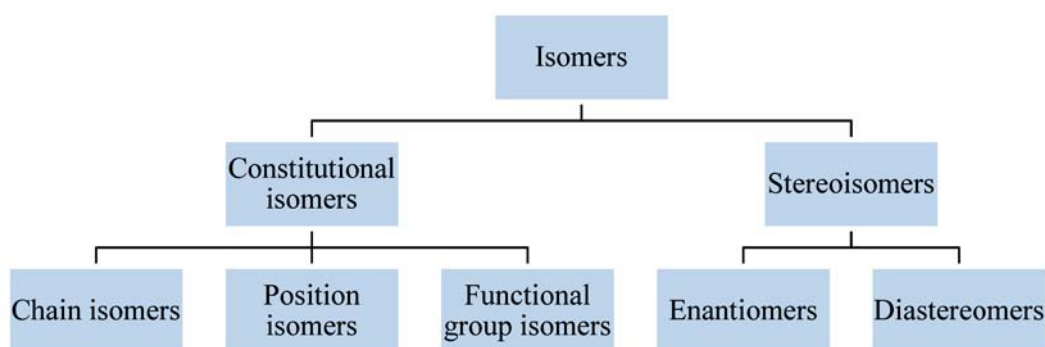 Isomers
Constitutional
isomers
Stereoisomers
Chain isomers
Position
isomers
Functional
group isomers
Enantiomers
Diastereomers